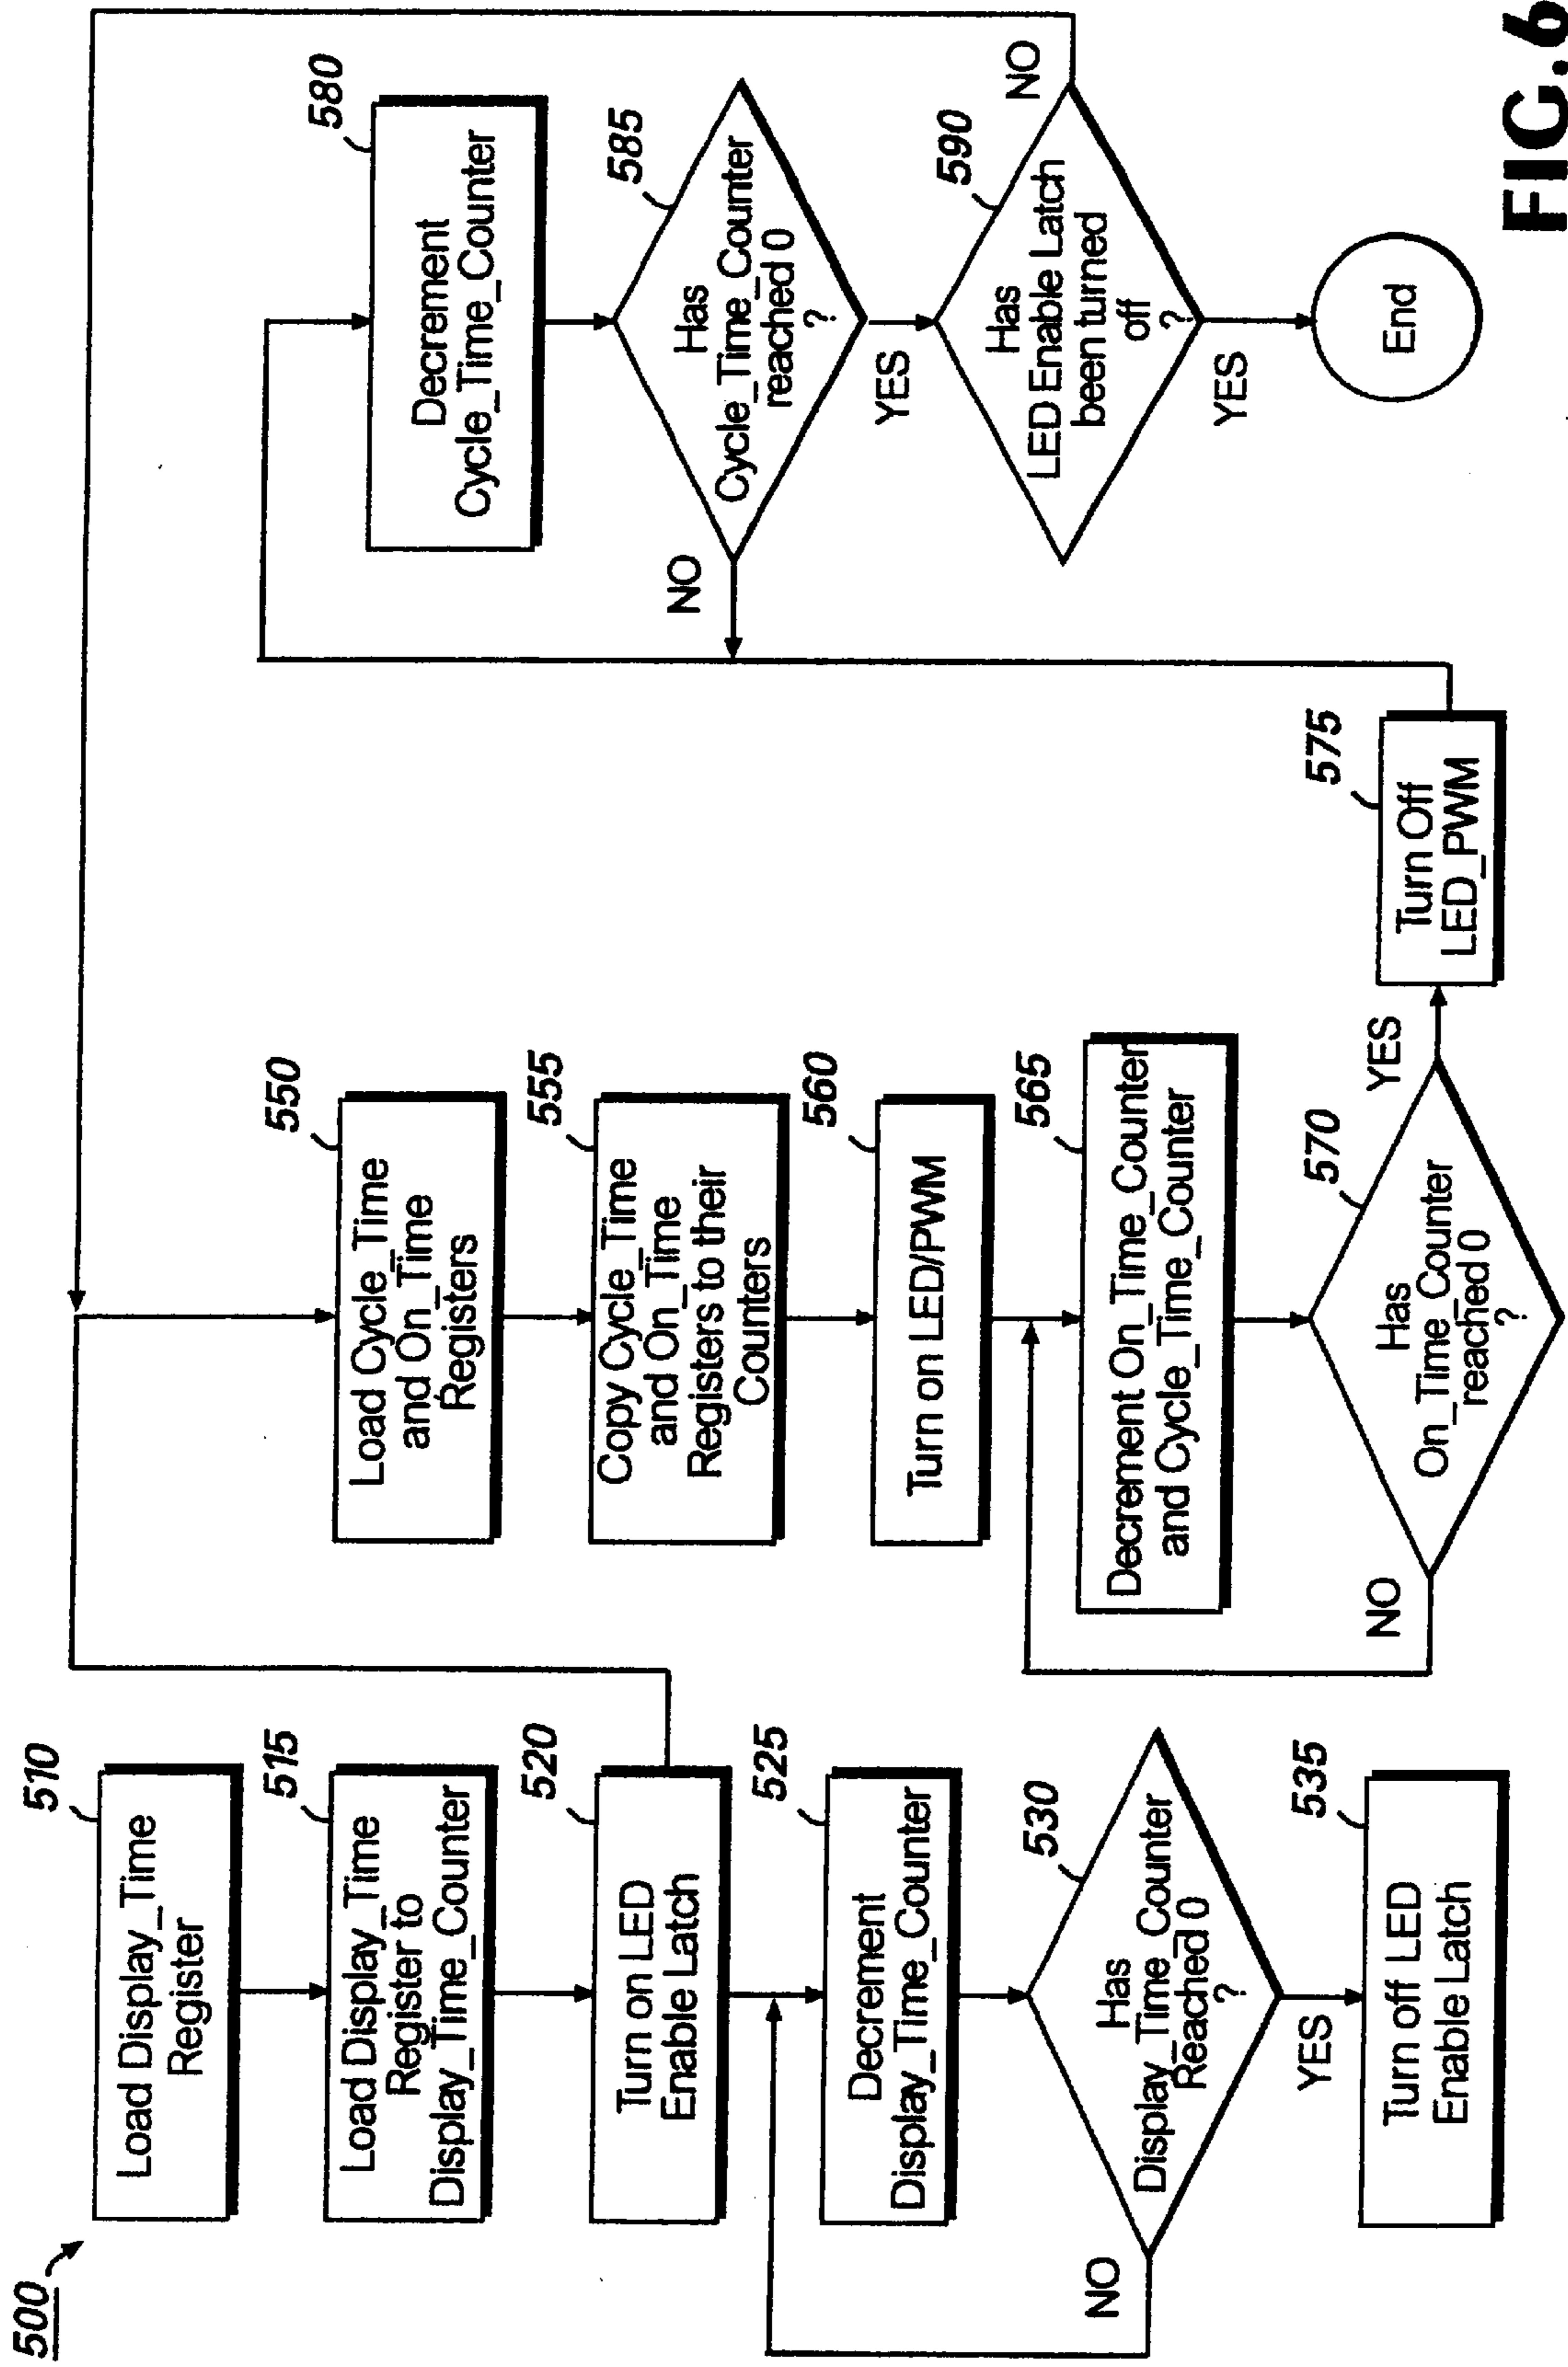 500
510
Load Display_Time
Register
515
Load Display_Time
Register to
Display_Time_Counter
520
Turn on LED
Enable Latch
525
Decrement
Display_Time_Counter
530
Has
Display_Time_Counter
Reached 0
?
NO
YES
535
Turn off LED
Enable Latch
550
Load Cycle_Time
and On_Time
Registers
555
Copy Cycle_Time
and On_Time
Registers to their
Counters
560
Turn on LED/PWM
565
Decrement On_Time_Counter
and Cycle_Time_Counter
570
Has
On_Time_Counter
reached 0
?
NO
YES
575
Turn Off
LED_PWM
580
Decrement
Cycle_Time_Counter
585
Has
Cycle_Time_Counter
reached 0
?
NO
YES
590
Has
LED Enable Latch
been turned
off
?
NO
YES
End
FIG.6